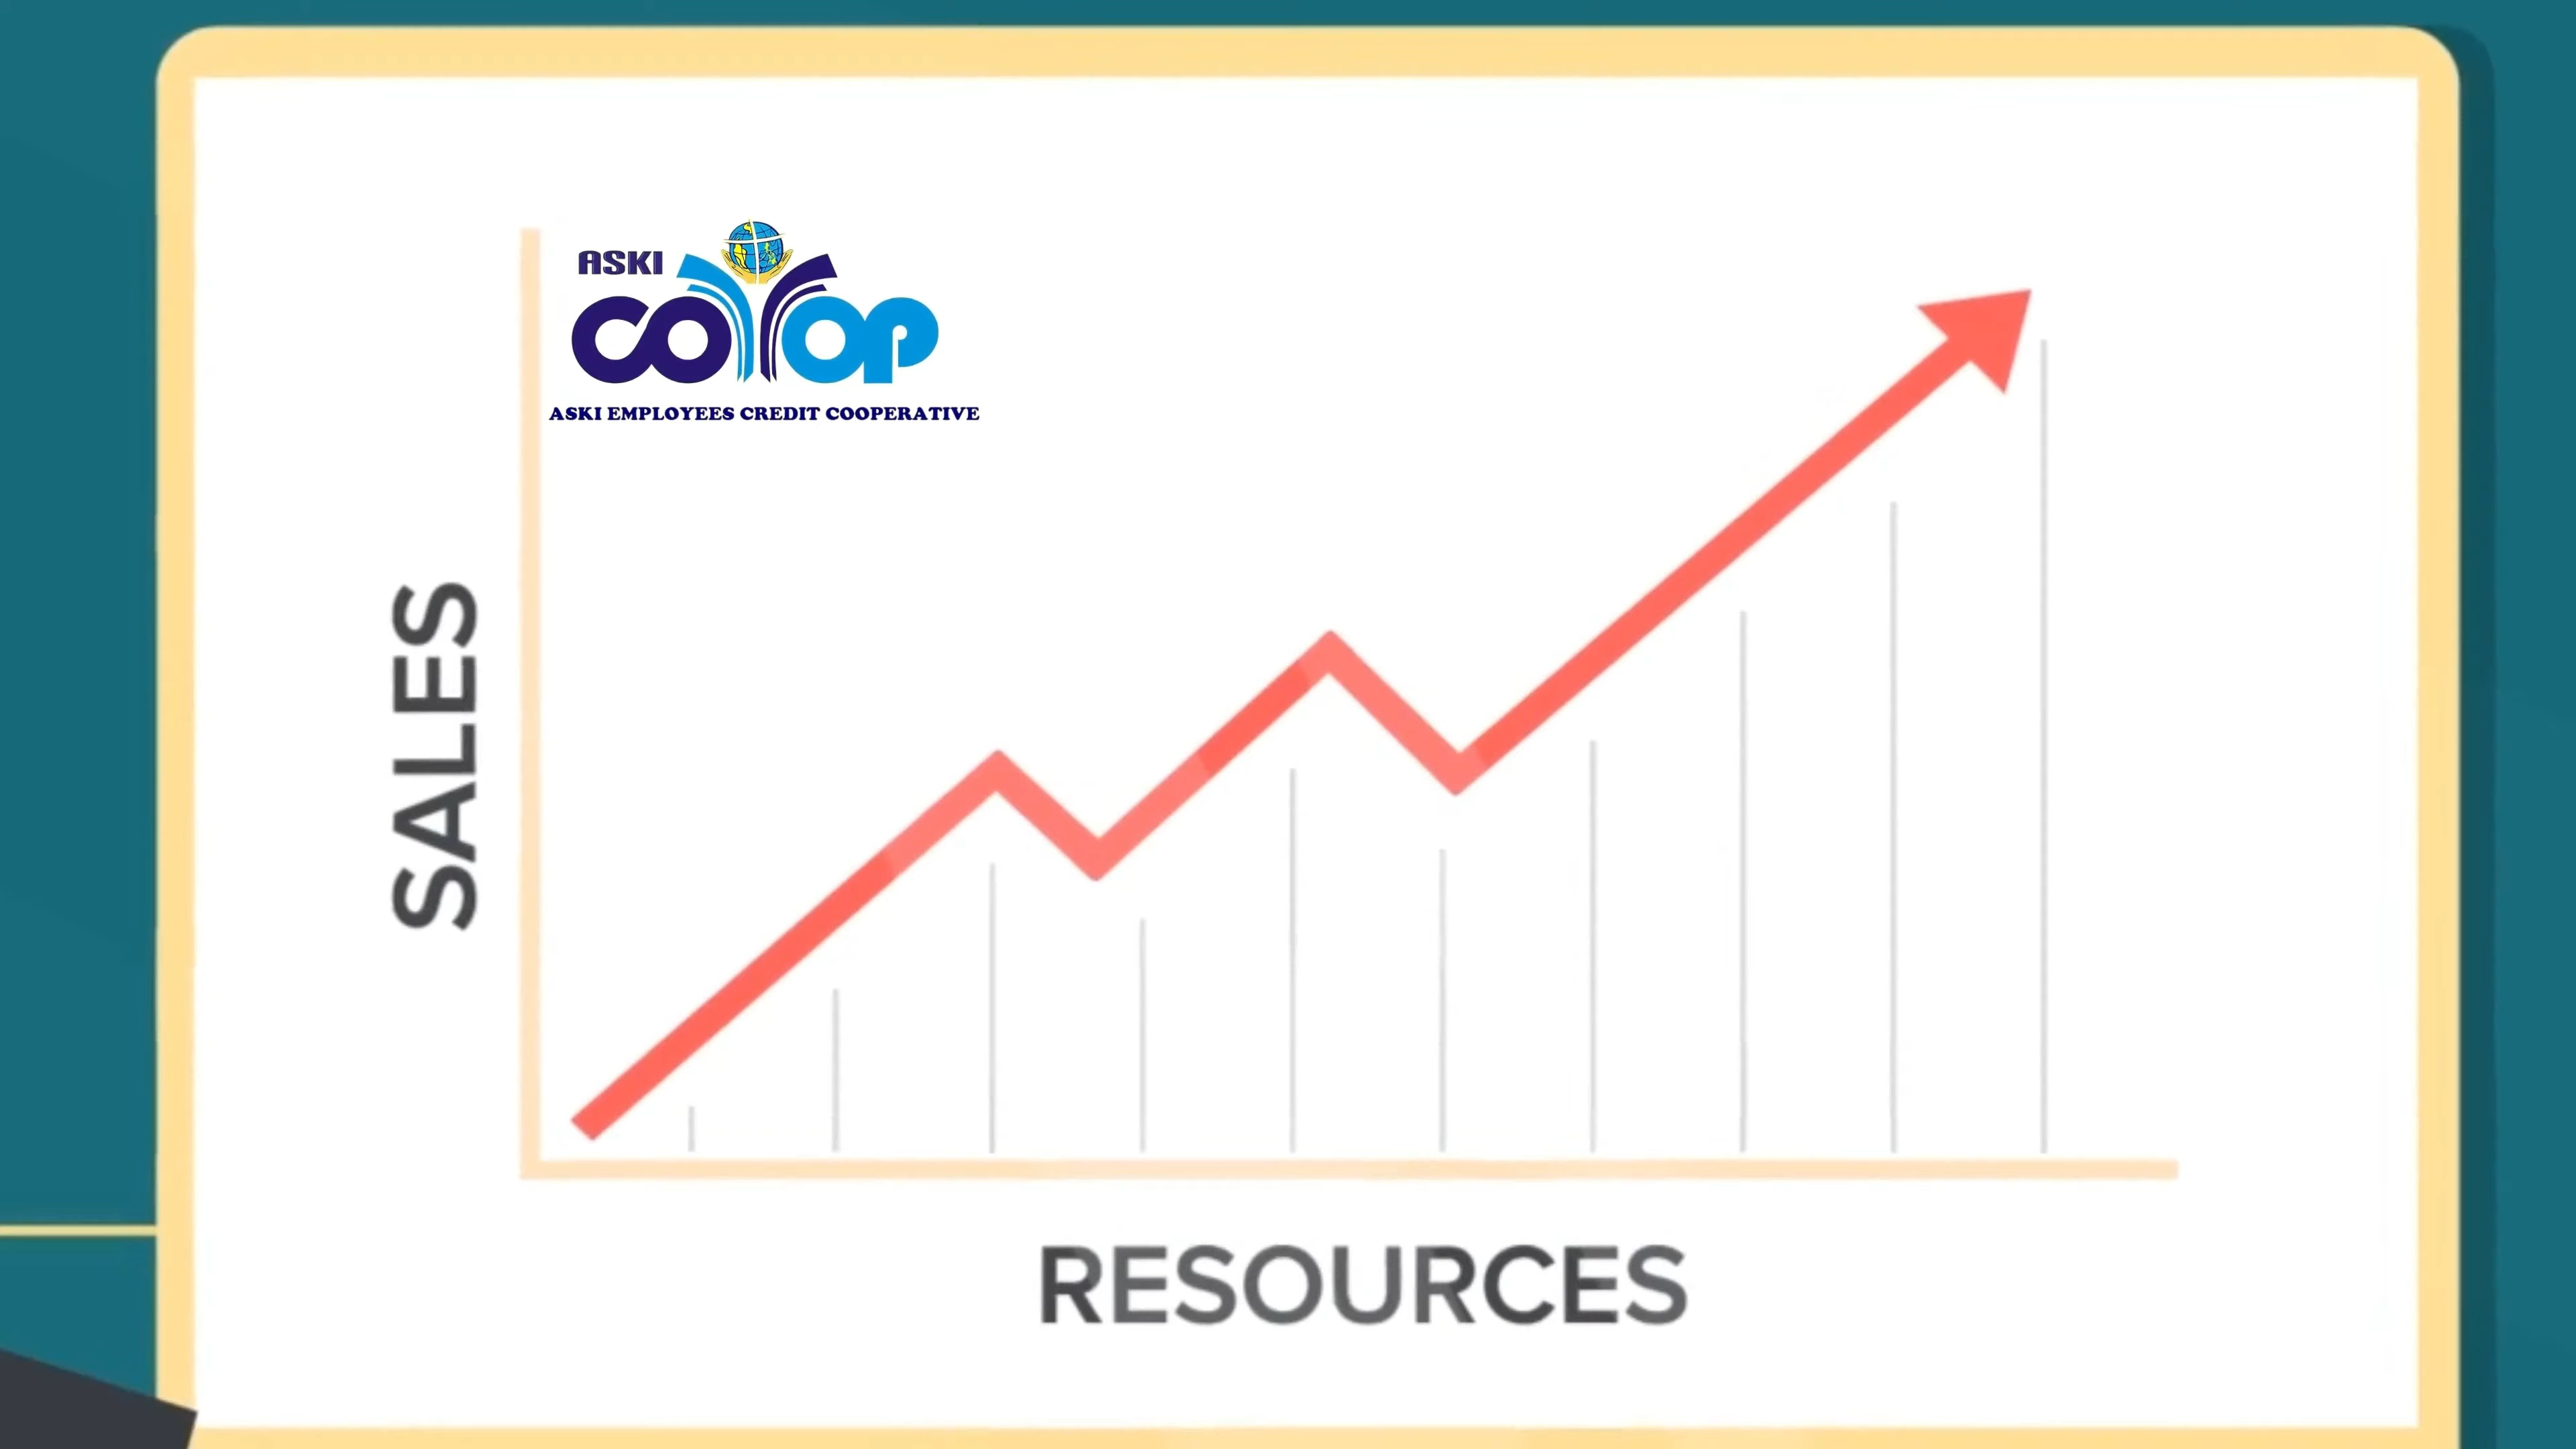 ASKI
COOP
ASKI EMPLOYEES CREDIT COOPERATIVE
SALES
RESOURCES